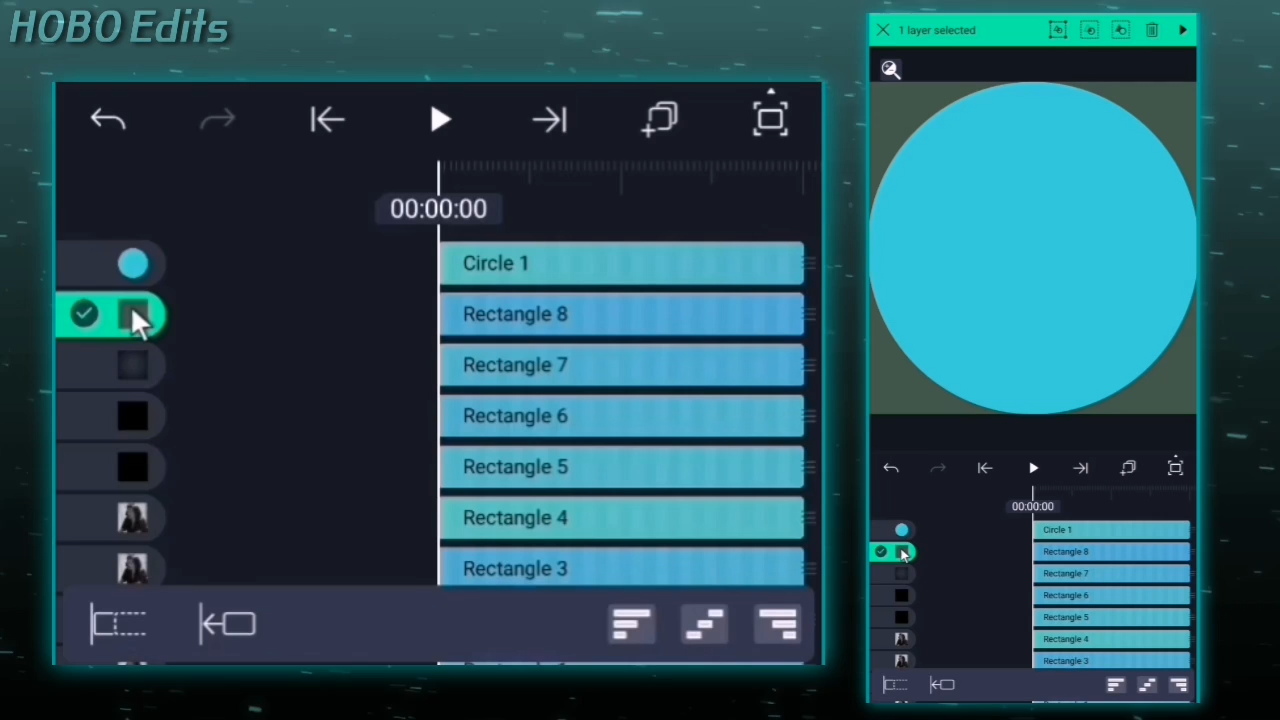 HOBO Edits
00:00:00
Circle 1
Rectangle 8
Rectangle 7
Rectangle 6
Rectangle 5
Rectangle 4
Rectangle 3
1 layer selected
00:00:00
Circle 1
Rectangle 8
Rectangle 7
Rectangle 6
Rectangle 5
Rectangle 4
Rectangle 3